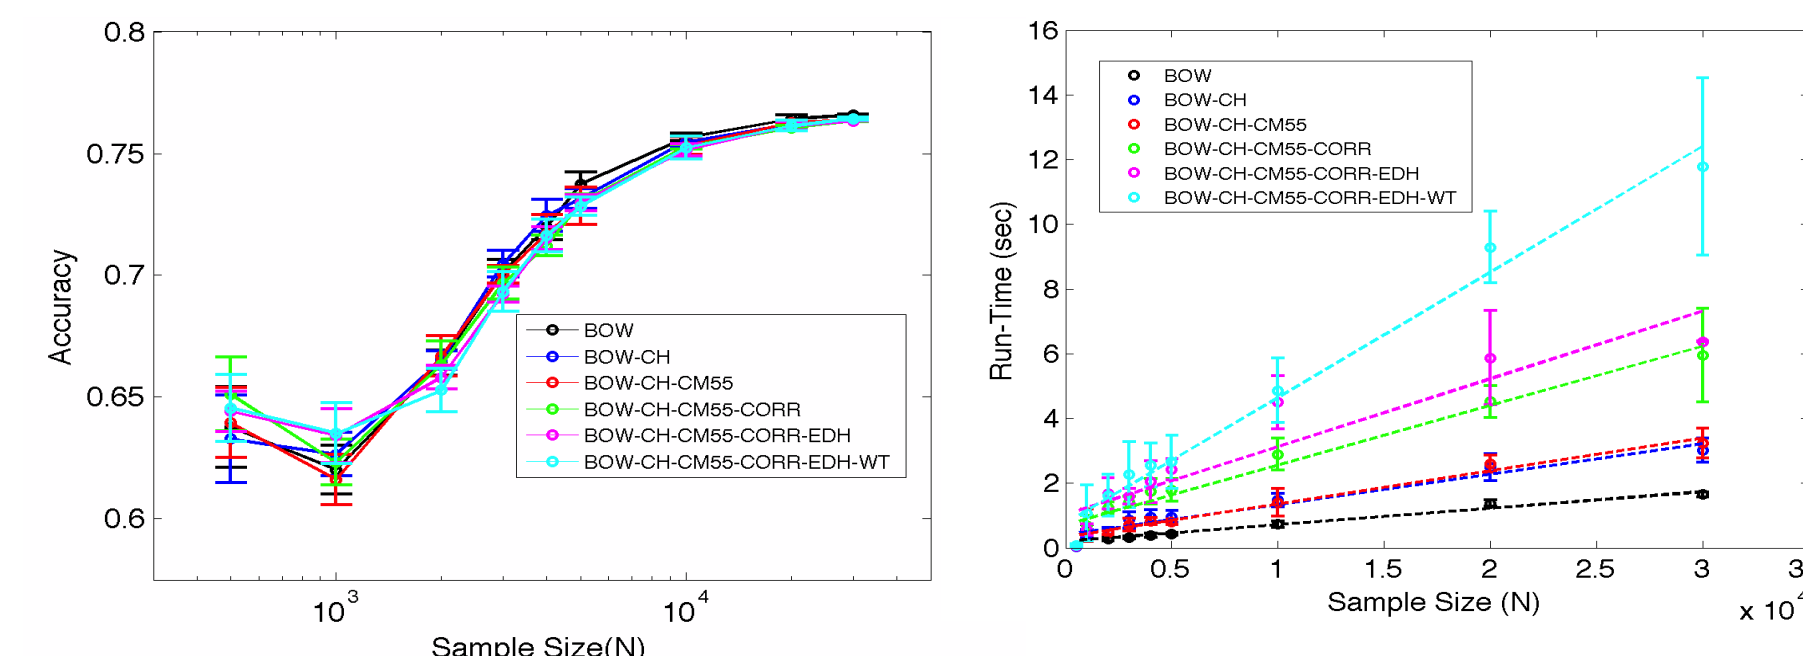 0.8
0.75
0.7
0.65
0.6
Accuracy
10^3
10^4
Sample Size(N)
BOW
BOW-CH
BOW-CH-CM55
BOW-CH-CM55-CORR
BOW-CH-CM55-CORR-EDH
BOW-CH-CM55-CORR-EDH-WT
16
14
12
10
8
6
4
2
0
Run-Time (sec)
BOW
BOW-CH
BOW-CH-CM55
BOW-CH-CM55-CORR
BOW-CH-CM55-CORR-EDH
BOW-CH-CM55-CORR-EDH-WT
0 0.5 1 1.5 2 2.5 3 3
Sample Size (N)
x 10^4